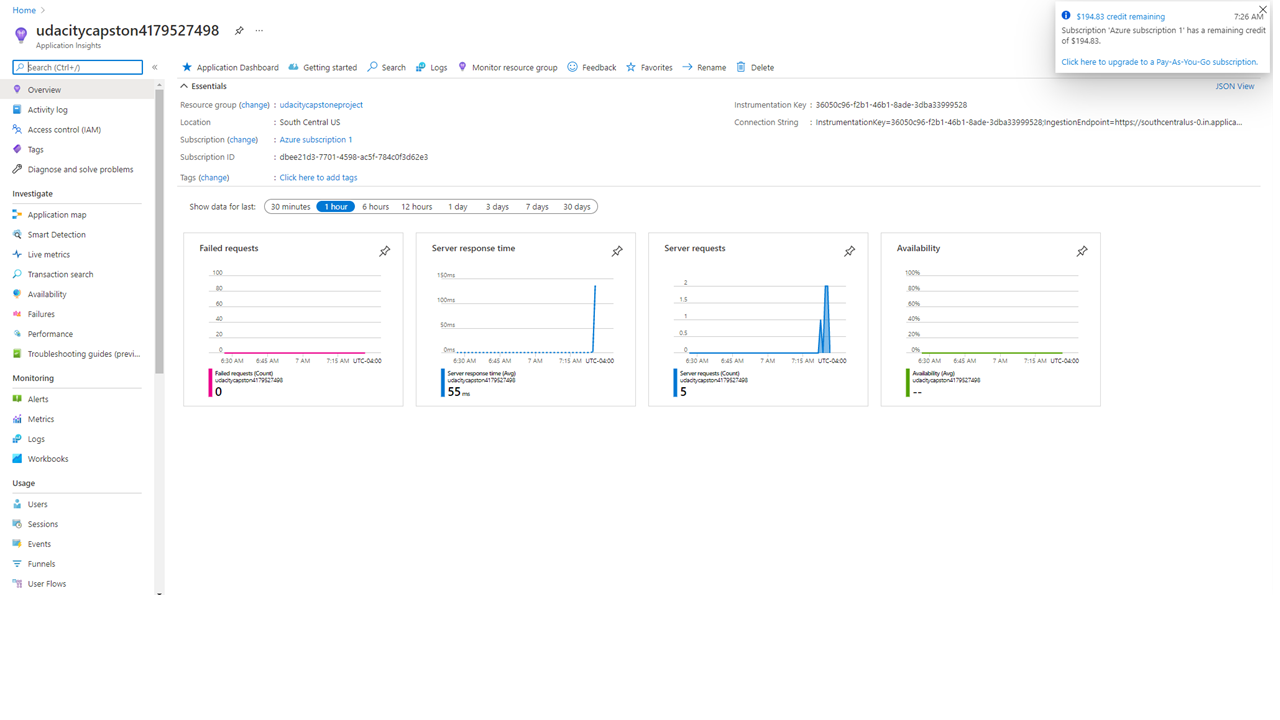 Home
udacitycapston4179527498
Application Insights
$194.83 credit remaining 7:26 AM
Subscription 'Azure subscription 1' has a remaining credit
of $194.83.
Click here to upgrade to a Pay-As-You-Go subscription.
Search (Ctrl+/)
Overview
Activity log
Access control (IAM)
Tags
Diagnose and solve problems
Investigate
Application map
Smart Detection
Live metrics
Transaction search
Availability
Failures
Performance
Troubleshooting guides (previ...
Monitoring
Alerts
Metrics
Logs
Workbooks
Usage
Users
Sessions
Events
Funnels
User Flows
Application Dashboard Getting started Search Logs Monitor resource group Feedback Favorites Rename Delete
Essentials
JSON View
Resource group (change) : udacitycapstoneproject
Location : South Central US
Subscription (change) : Azure subscription 1
Subscription ID : dbee21d3-7701-4598-ac5f-784c0f3d62e3
Tags (change) : Click here to add tags
Instrumentation Key : 36050c96-f2b1-46b1-8ade-3dba33999528
Connection String : InstrumentationKey=36050c96-f2b1-46b1-8ade-3dba33999528;IngestionEndpoint=https://southcentralus-0.in.applica...
Show data for last: 30 minutes 1 hour 6 hours 12 hours 1 day 3 days 7 days 30 days
Failed requests
100
80
60
40
20
0
6:30 AM 6:45 AM 7 AM 7:15 AM UTC-04:00
Failed requests (Count)
udacitycapston4179527498
0
Server response time
150ms
100ms
50ms
0ms
6:30 AM 6:45 AM 7 AM 7:15 AM UTC-04:00
Server response time (Avg)
udacitycapston4179527498
55 ms
Server requests
2
1.5
1
0.5
0
6:30 AM 6:45 AM 7 AM 7:15 AM UTC-04:00
Server requests (Count)
udacitycapston4179527498
5
Availability
100%
80%
60%
40%
20%
0%
6:30 AM 6:45 AM 7 AM 7:15 AM UTC-04:00
Availability (Avg)
udacitycapston4179527498
--